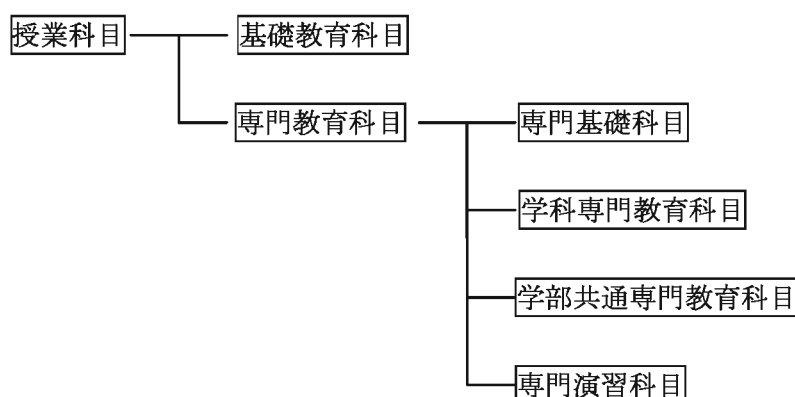 授業科目
基礎教育科目
専門教育科目
専門基礎科目
学科専門教育科目
学部共通専門教育科目
専門演習科目